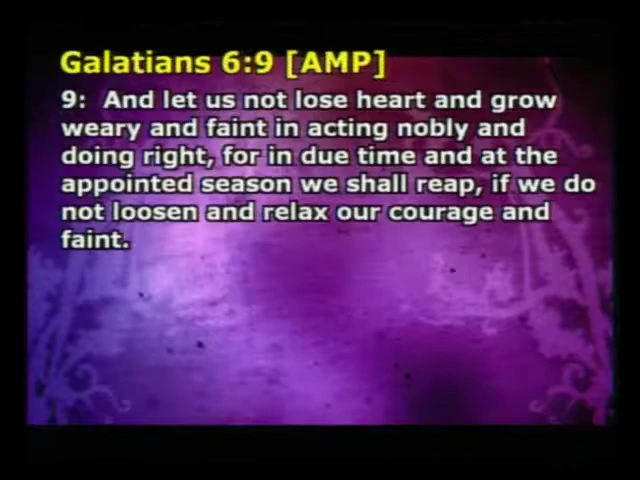 Galatians 6:9 [AMP]
9:  And let us not lose heart and grow
weary and faint in acting nobly and
doing right, for in due time and at the
appointed season we shall reap, if we do
not loosen and relax our courage and
faint.